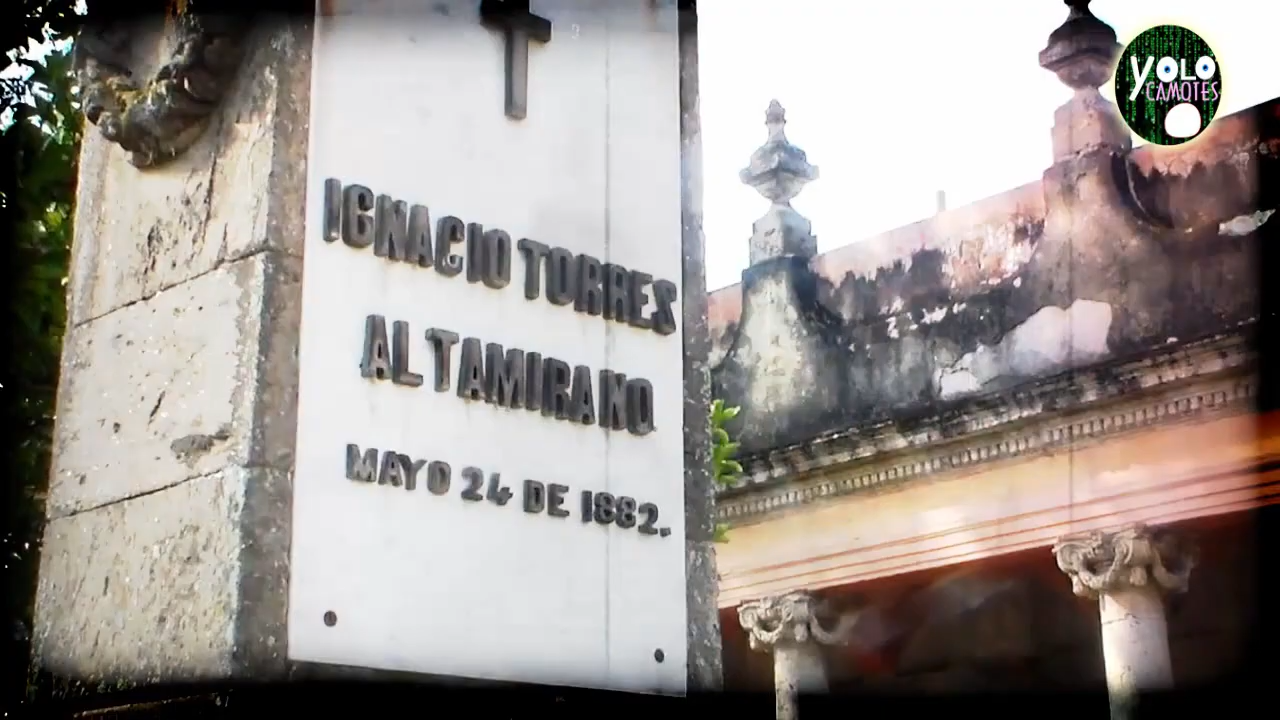 IGNACIO TORRES
ALTAMIRANO
MAYO 24 DE 1882.
YOLO
CAMOTES